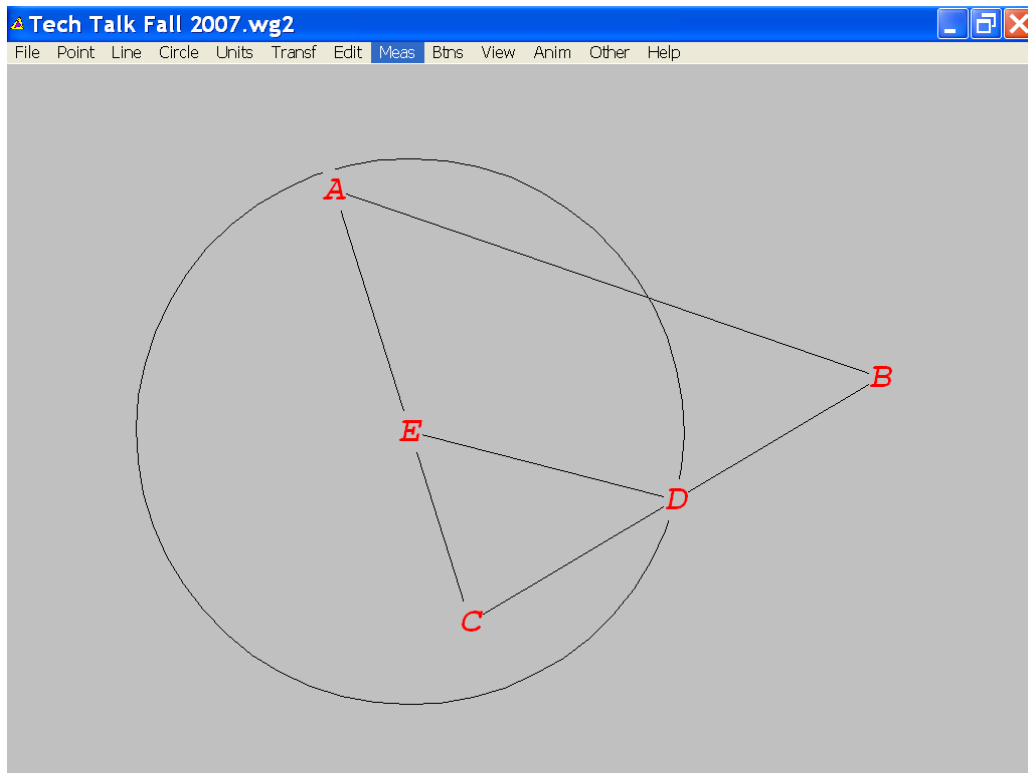 Tech Talk Fall 2007.wg2
File Point Line Circle Units Transf Edit Meas Btns View Anim Other Help
A
B
E
D
C